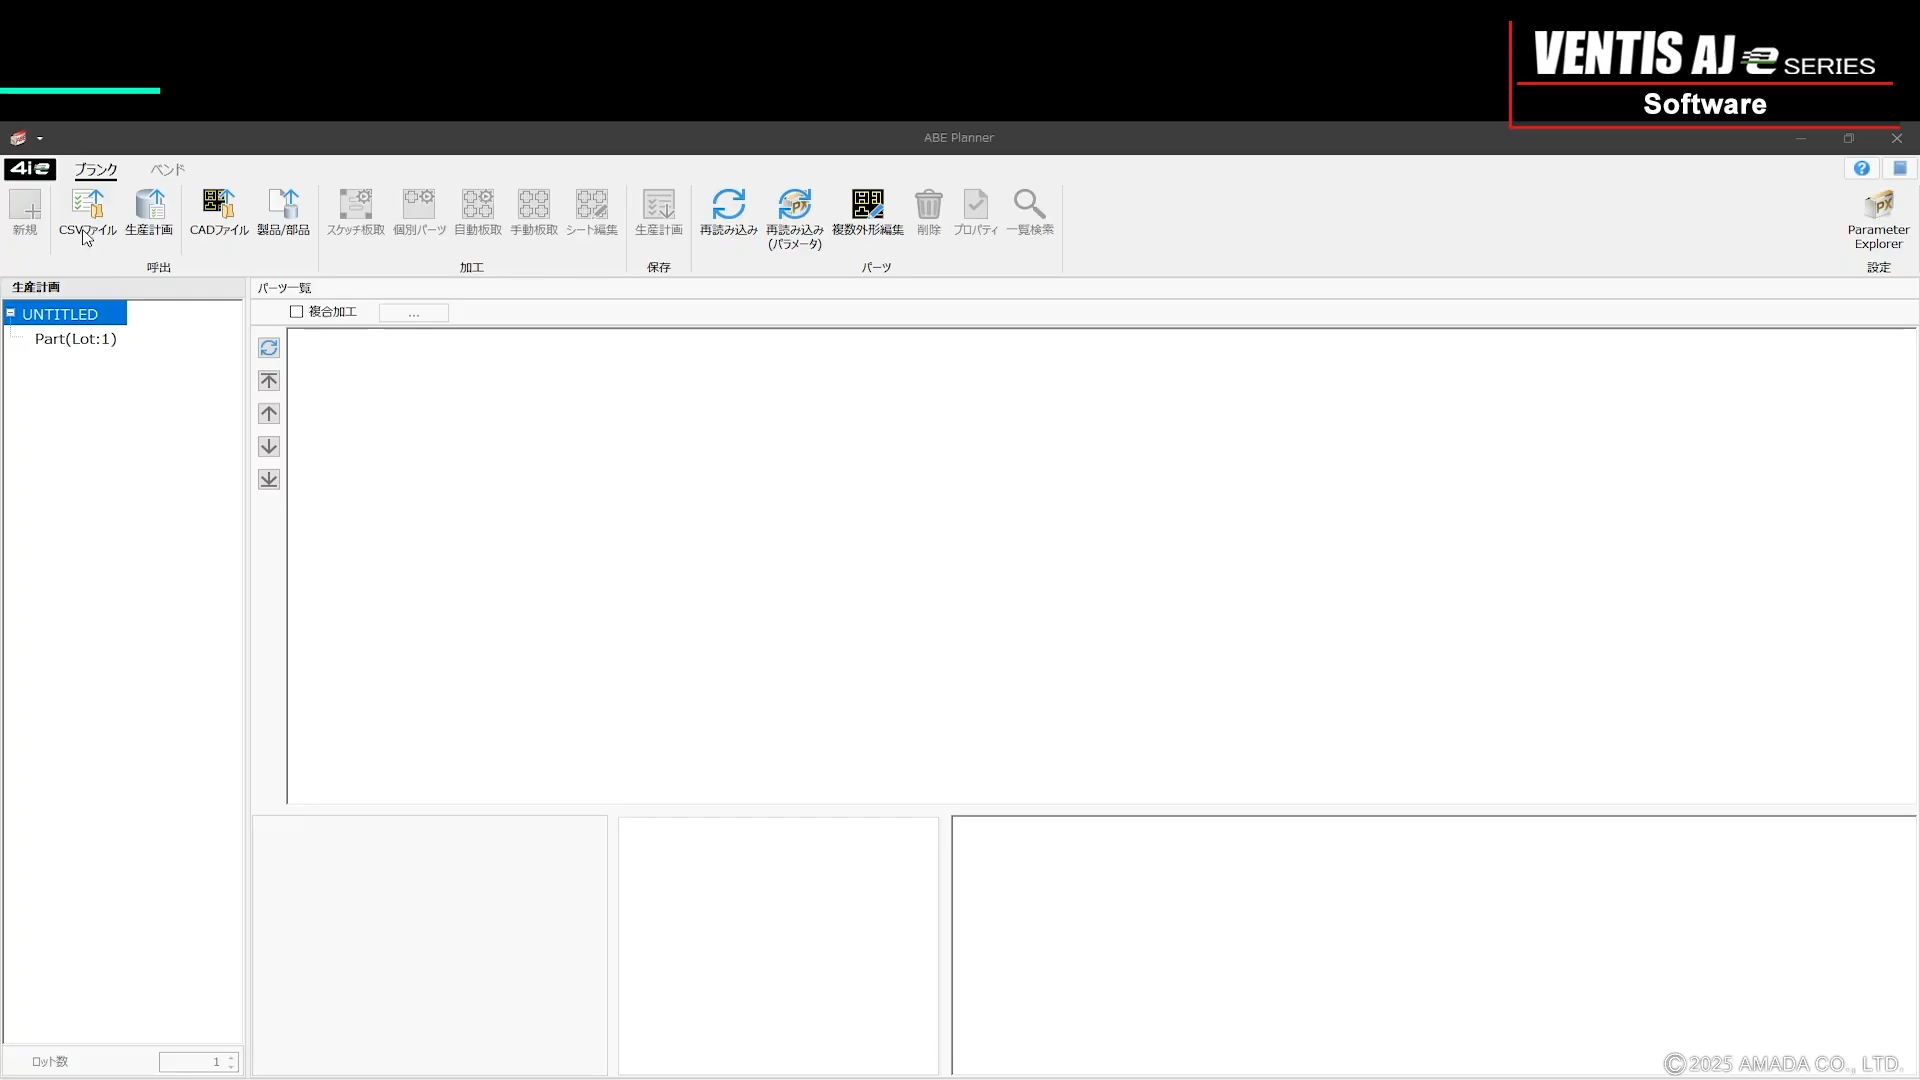 VENTIS AJe SERIES
Software
ABE Planner
4ie ブランク ベンド
新規 CSVファイル 生産計画 CADファイル 製品/部品 スケッチ板取 個別パーツ 自動板取 手動板取 シート編集 生産計画 再読み込み 再読み込み(パラメータ) 複数外形編集 削除 プロパティ 一覧検索 Parameter Explorer
呼出 加工 保存 パーツ 設定
生産計画 パーツ一覧
複合加工 ...
UNTITLED
Part(Lot:1)
ロット数 1
©2025 AMADA CO., LTD.